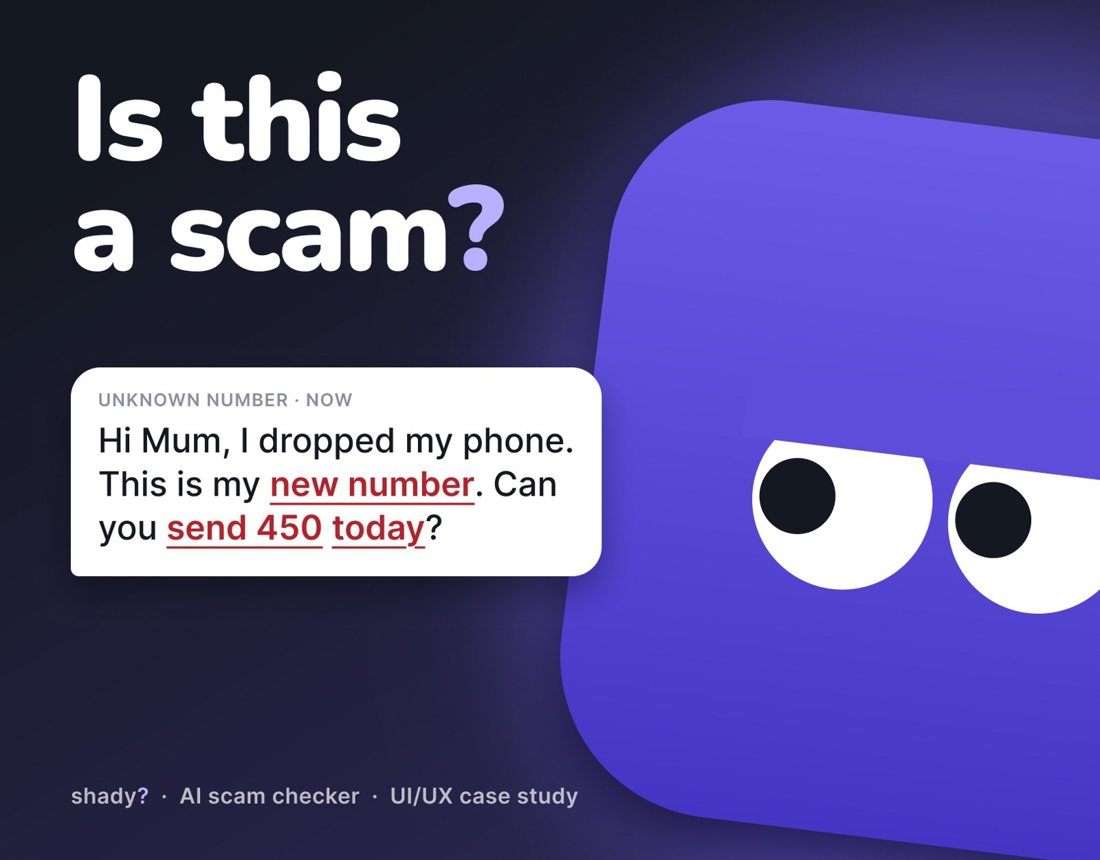 Is this
a scam?
UNKNOWN NUMBER · NOW
Hi Mum, I dropped my phone.
This is my new number. Can
you send 450 today?
shady? · AI scam checker · UI/UX case study